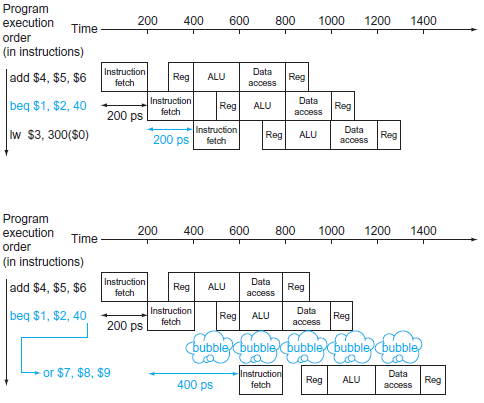 Program
execution
order
(in instructions)
Time
200 400 600 800 1000 1200 1400
add $4, $5, $6
Instruction fetch
Reg
ALU
Data access
Reg
beq $1, $2, 40
200 ps
Instruction fetch
Reg
ALU
Data access
Reg
lw $3, 300($0)
200 ps
Instruction fetch
Reg
ALU
Data access
Reg
Program
execution
order
(in instructions)
Time
200 400 600 800 1000 1200 1400
add $4, $5, $6
Instruction fetch
Reg
ALU
Data access
Reg
beq $1, $2, 40
200 ps
Instruction fetch
Reg
ALU
Data access
Reg
bubble bubble bubble bubble bubble
or $7, $8, $9
400 ps
Instruction fetch
Reg
ALU
Data access
Reg